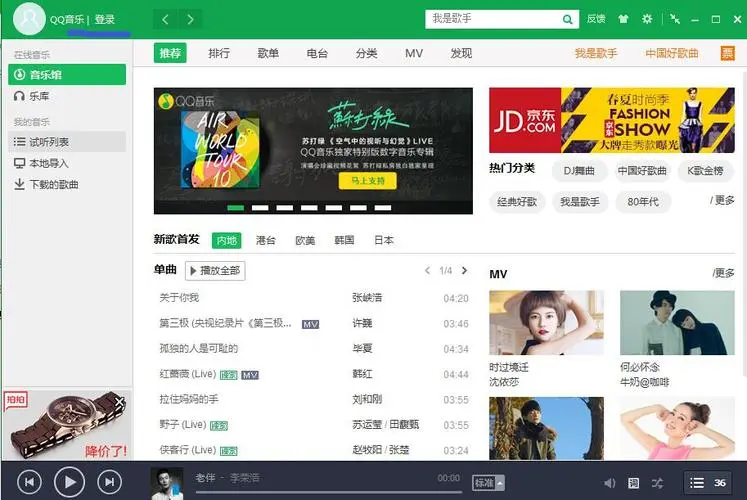 QQ音乐 | 登录
我是歌手
反馈
在线音乐
音乐馆
乐库
我的音乐
试听列表
本地导入
下载的歌曲
拍拍
降价了!
推荐 排行 歌单 电台 分类 MV 发现 我是歌手 中国好歌曲 票
QQ音乐
AIR
WORLD
TOUR
10
蘇打綠
苏打绿《空气中的视听与幻觉》LIVE
QQ音乐独家特别版数字音乐专辑
马上支持
JD 京东
JD.COM
春夏时尚季
京东
FASHION
SHOW
大牌走秀款曝光
热门分类 DJ舞曲 中国好歌曲 K歌金榜
经典好歌 我是歌手 80年代 /更多
新歌首发 内地 港台 欧美 韩国 日本
单曲 播放全部 1/4
关于你我 张峡浩 04:20
第三极 (央视纪录片《第三极... MV 许巍 03:46
孤独的人是可耻的 毕夏 04:34
红蔷薇 (Live) 独家 MV 韩红 04:44
拉住妈妈的手 刘和刚 03:55
野子 (Live) 独家 苏运莹 / 田馥甄 03:55
侠客行 (Live) 独家 赵牧阳 / 张楚 03:24
MV /更多
时过境迁
沈依莎
何必怀念
牛奶@咖啡
老伴 - 李荣浩 00:00 标准 词 36